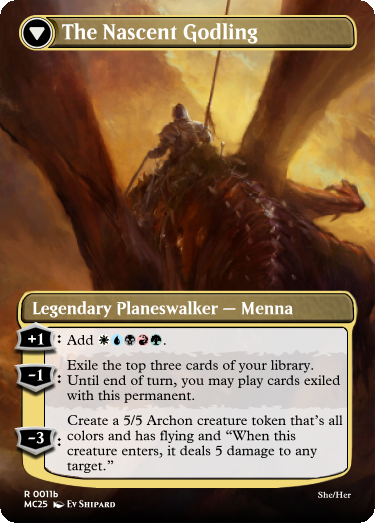 The Nascent Godling
Legendary Planeswalker — Menna
+1: Add.
-1: Exile the top three cards of your library.
Until end of turn, you may play cards exiled
with this permanent.
-3: Create a 5/5 Archon creature token that's all
colors and has flying and “When this
creature enters, it deals 5 damage to any
target.”
R 0011b
MC25 Ev Shipard
She/Her